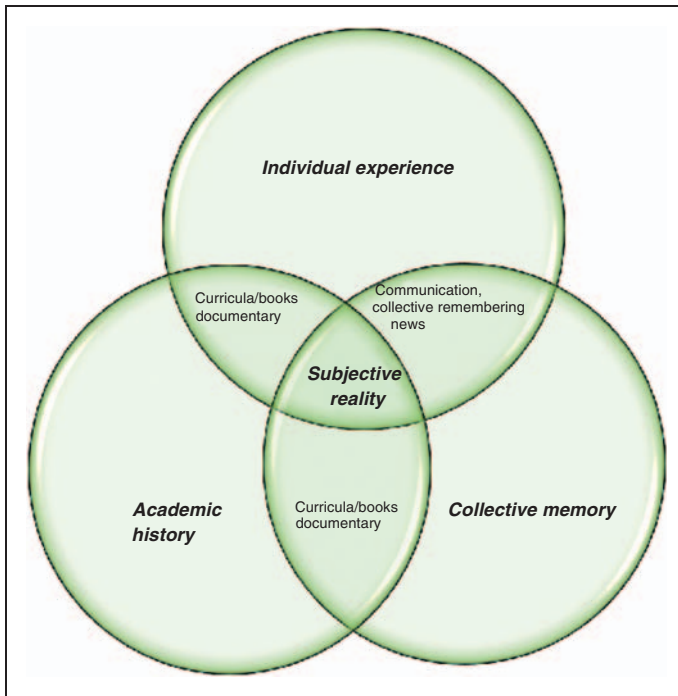 Individual experience
Curricula/books
documentary
Communication,
collective remembering
news
Subjective
reality
Academic
history
Curricula/books
documentary
Collective memory